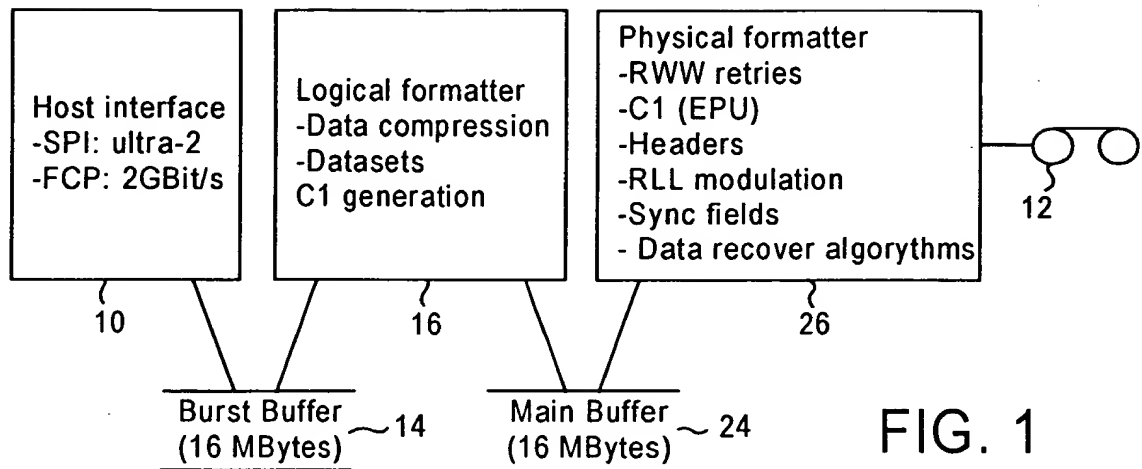 Host interface
-SPI: ultra-2
-FCP: 2GBit/s
10
Logical formatter
-Data compression
-Datasets
C1 generation
16
Physical formatter
-RWW retries
-C1 (EPU)
-Headers
-RLL modulation
-Sync fields
- Data recover algorythms
26
12
Burst Buffer
(16 MBytes)
14
Main Buffer
(16 MBytes)
24
FIG. 1